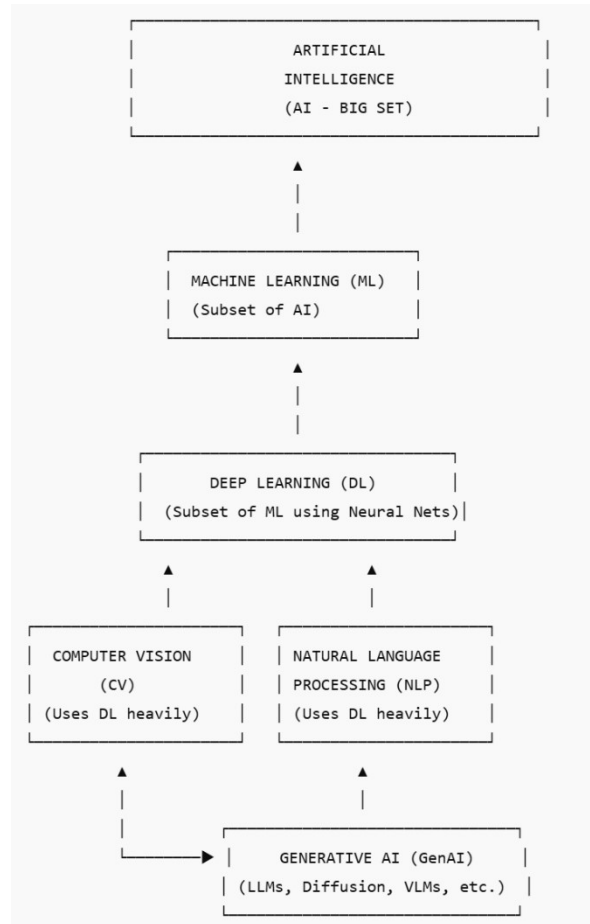 ARTIFICIAL
INTELLIGENCE
(AI - BIG SET)
MACHINE LEARNING (ML)
(Subset of AI)
DEEP LEARNING (DL)
(Subset of ML using Neural Nets)
COMPUTER VISION
(CV)
(Uses DL heavily)
NATURAL LANGUAGE
PROCESSING (NLP)
(Uses DL heavily)
GENERATIVE AI (GenAI)
(LLMs, Diffusion, VLMs, etc.)